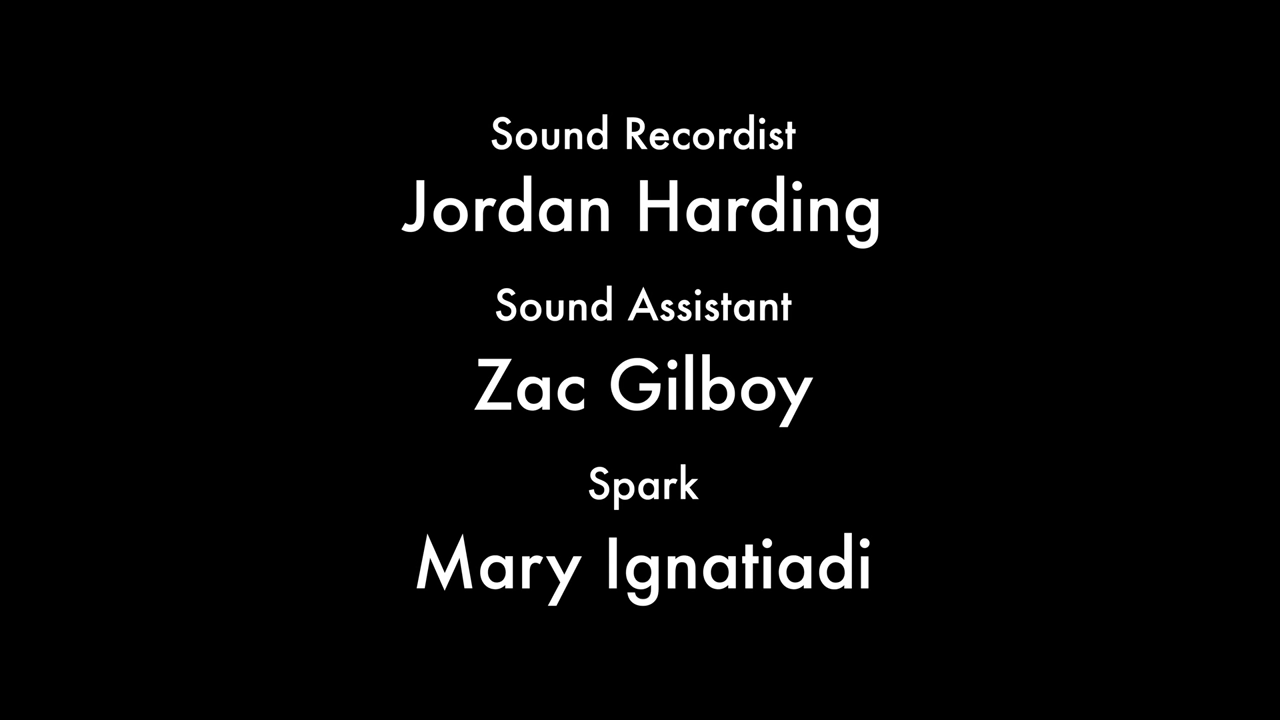 Sound Recordist
Jordan Harding
Sound Assistant
Zac Gilboy
Spark
Mary Ignatiadi